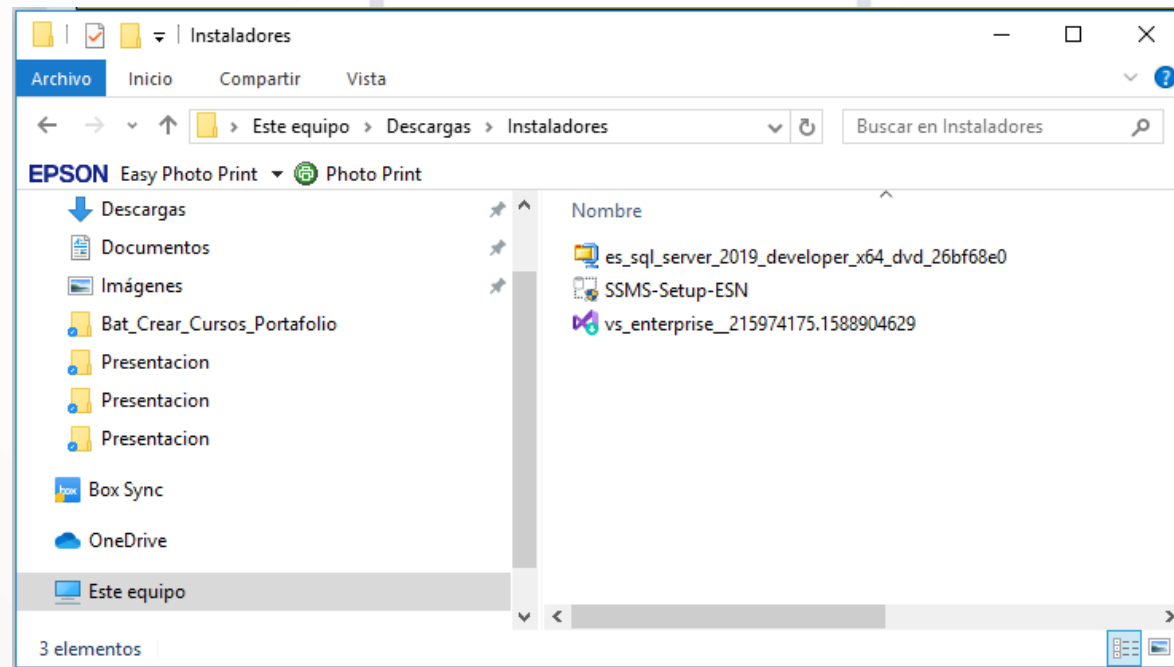 Instaladores
Archivo Inicio Compartir Vista
Este equipo > Descargas > Instaladores Buscar en Instaladores
EPSON Easy Photo Print Photo Print
Descargas
Documentos
Imágenes
Bat_Crear_Cursos_Portafolio
Presentacion
Presentacion
Presentacion
box Box Sync
OneDrive
Este equipo
Nombre
es_sql_server_2019_developer_x64_dvd_26bf68e0
SSMS-Setup-ESN
vs_enterprise__215974175.1588904629
3 elementos